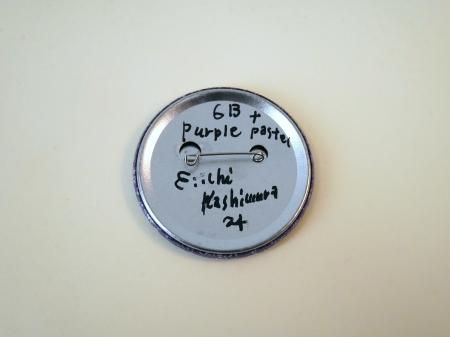 6B +
purple pastel
Eiichi
Kashimura
24